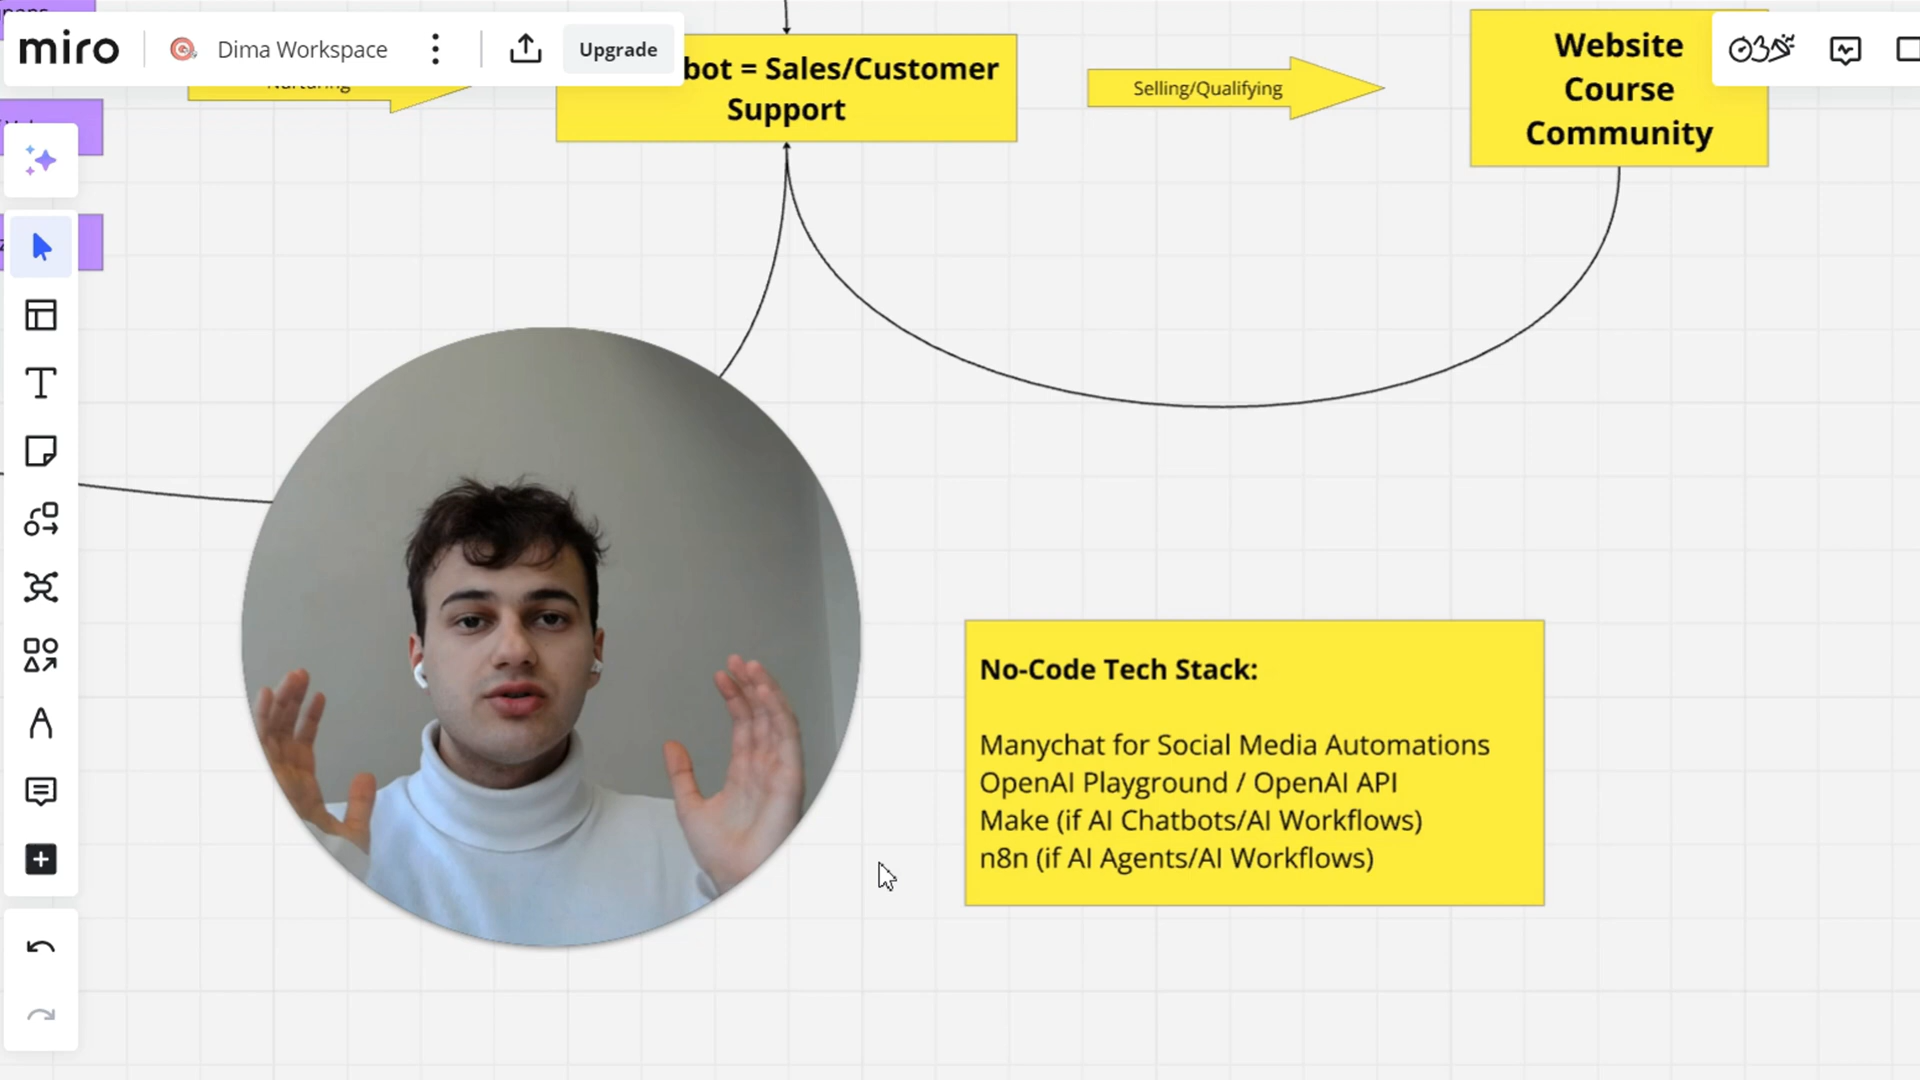 miro
Dima Workspace
Upgrade
bot = Sales/Customer
Support
Selling/Qualifying
Website
Course
Community
No-Code Tech Stack:
Manychat for Social Media Automations
OpenAI Playground / OpenAI API
Make (if AI Chatbots/AI Workflows)
n8n (if AI Agents/AI Workflows)